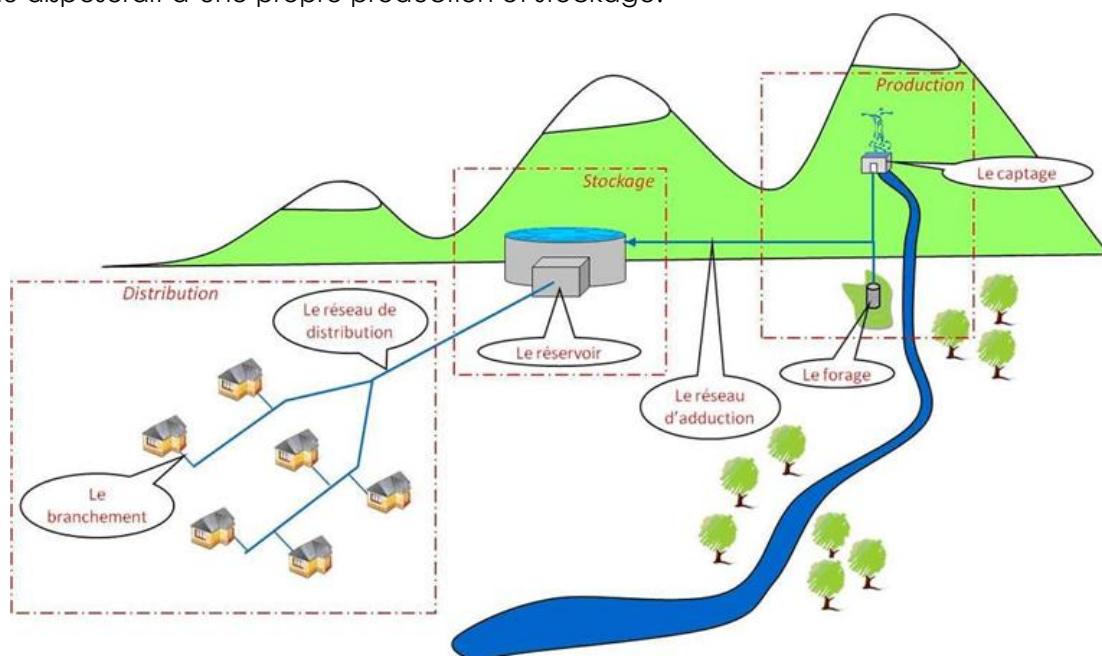 disposerait d'une propre production et stockage.
Production
Le captage
Stockage
Distribution
Le réseau de
distribution
Le réservoir
Le forage
Le réseau
d'adduction
Le
branchement